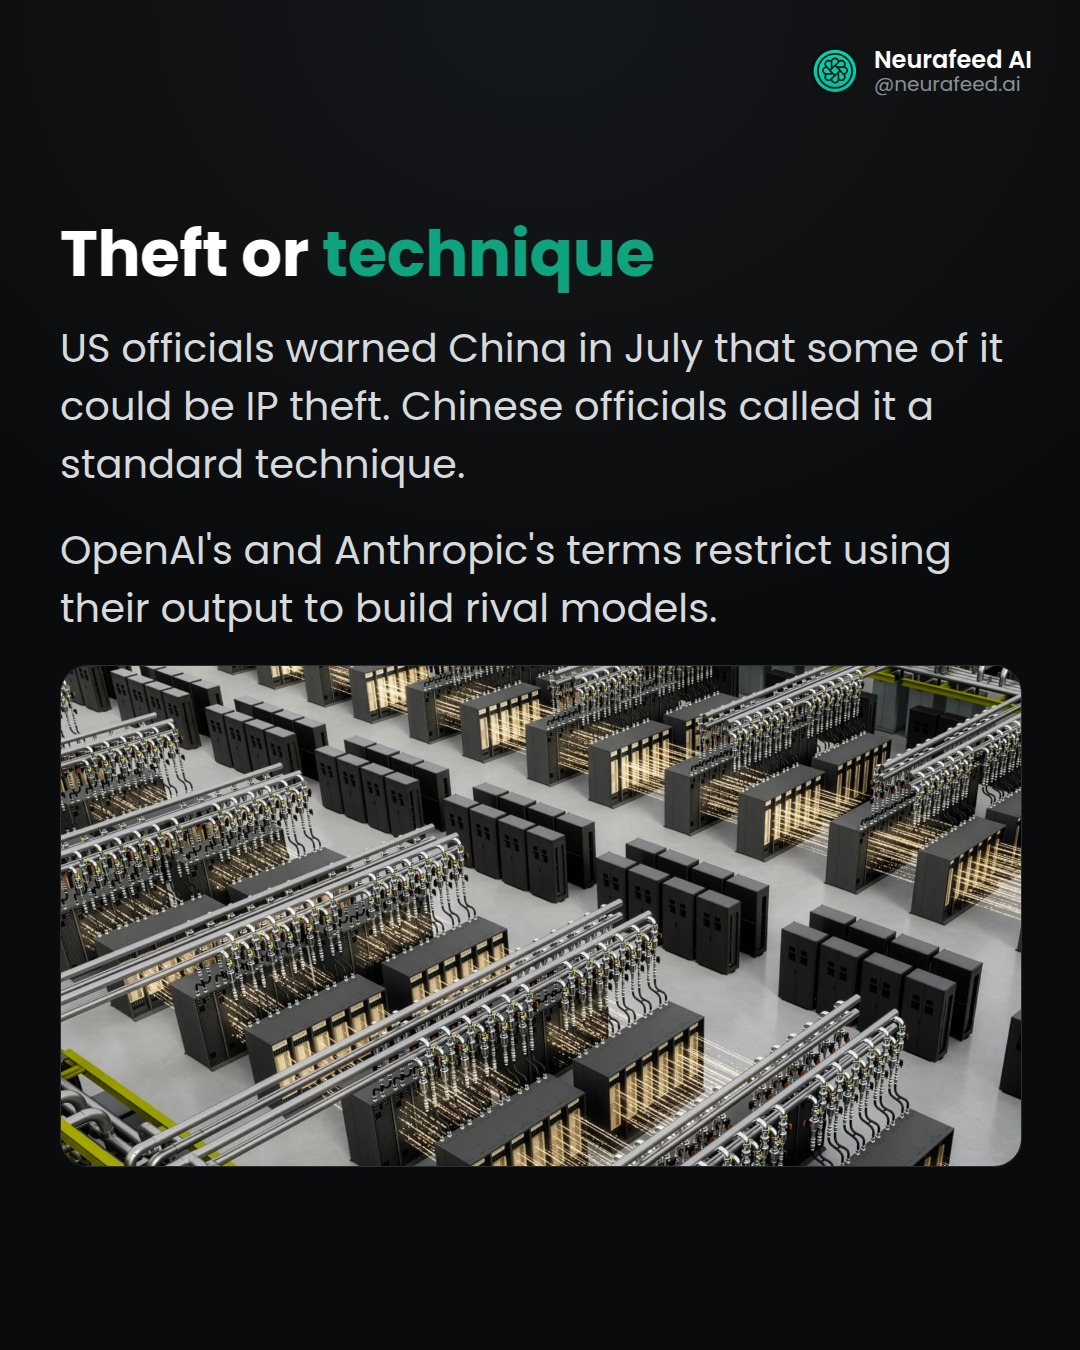 Neurafeed AI
@neurafeed.ai
Theft or technique
US officials warned China in July that some of it
could be IP theft. Chinese officials called it a
standard technique.
OpenAI's and Anthropic's terms restrict using
their output to build rival models.